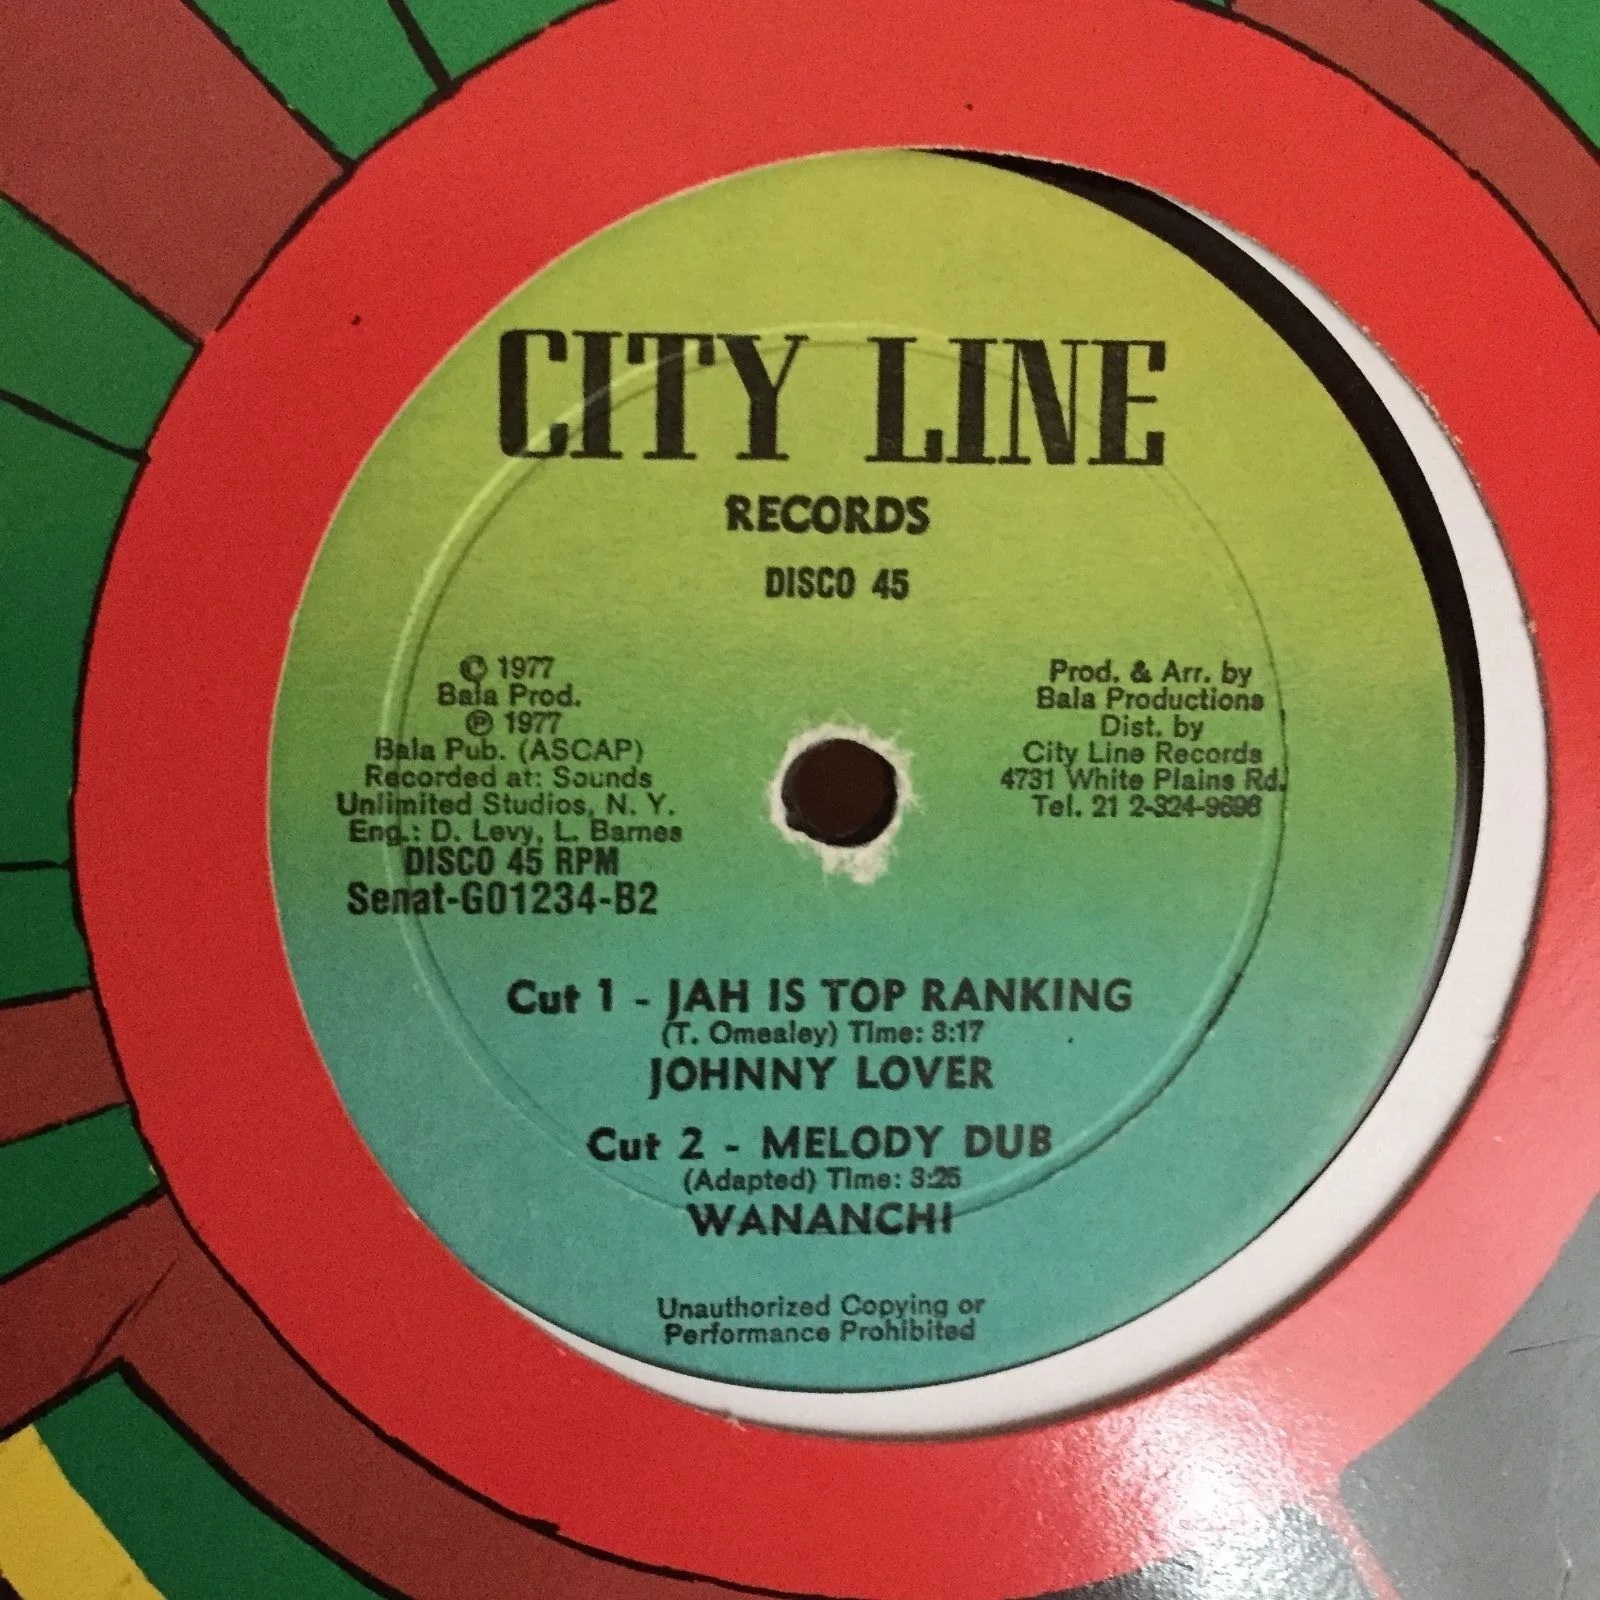 CITY LINE
RECORDS
DISCO 45
© 1977
Bala Prod.
℗ 1977
Bala Pub. (ASCAP)
Recorded at: Sounds
Unlimited Studios, N. Y.
Eng.: D. Levy, L. Barnes
DISCO 45 RPM
Senat-G01234-B2
Prod. & Arr. by
Bala Productions
Dist. by
City Line Records
4731 White Plains Rd.
Tel. 21 2-324-9696
Cut 1 - JAH IS TOP RANKING
(T. Omealey) Time: 3:17
JOHNNY LOVER
Cut 2 - MELODY DUB
(Adapted) Time: 3:25
WANANCHI
Unauthorized Copying or
Performance Prohibited